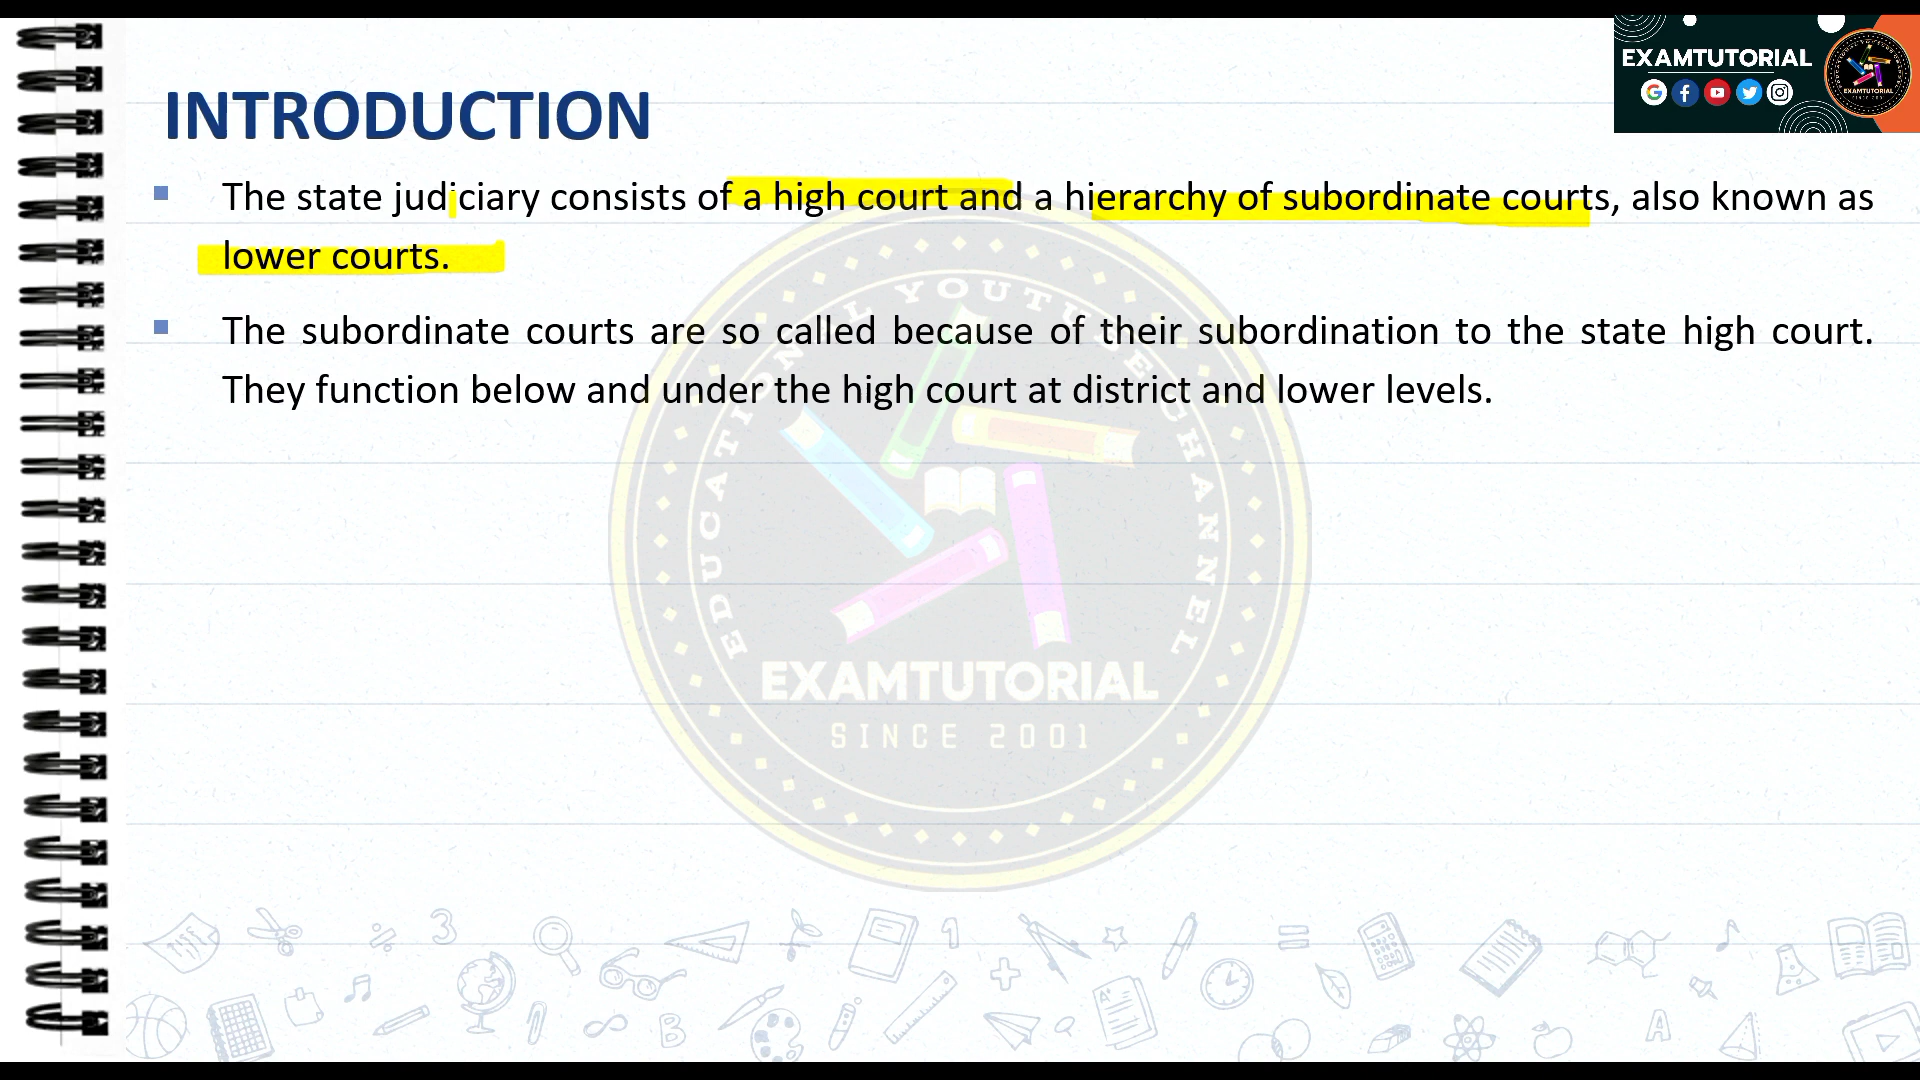 EXAMTUTORIAL
INTRODUCTION
The state judiciary consists of a high court and a hierarchy of subordinate courts, also known as
lower courts.
The subordinate courts are so called because of their subordination to the state high court.
They function below and under the high court at district and lower levels.
EDUCATIONAL YOUTUBE CHANNEL
EXAMTUTORIAL
SINCE 2001